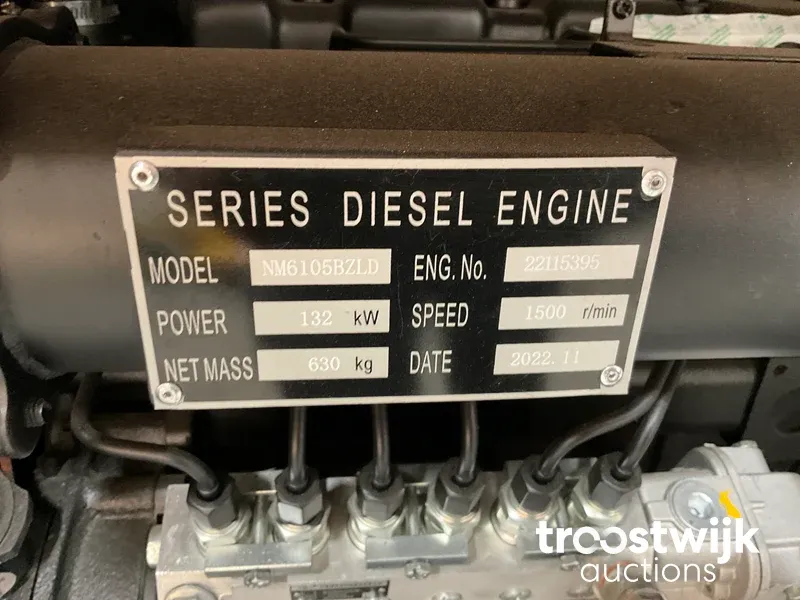 SERIES DIESEL ENGINE
MODEL NM6105BZLD ENG. No. 22115395
POWER 132 kW SPEED 1500 r/min
NET MASS 630 kg DATE 2022.11
troostwijk
auctions